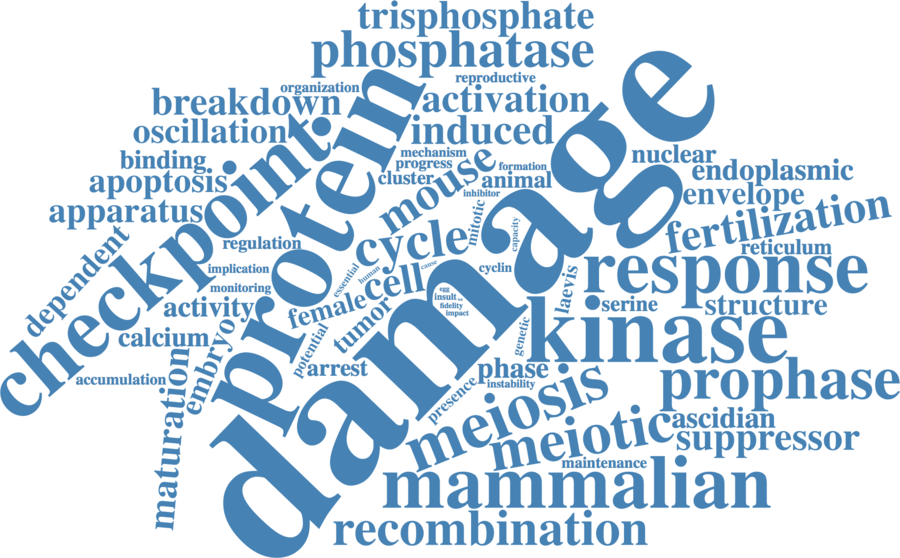 trisphosphate
phosphatase
reproductive
organization
breakdown
activation
oscillation
induced
binding
mechanism
progress
formation
nuclear
apoptosis
cluster
animal
endoplasmic
inhibitor
envelope
apparatus
mouse
mitotic
capacity
fertilization
checkpoint
protein
damage
regulation
cycle
reticulum
dependent
implication
essential
human
cause
cyclin
response
monitoring
cell
laevis
activity
female
egg
insult
fidelity
impact
serine
structure
calcium
tumor
kinase
embryo
potential
genetic
accumulation
arrest
phase
instability
prophase
maturation
presence
meiosis
meiotic
ascidian
suppressor
maintenance
mammalian
recombination